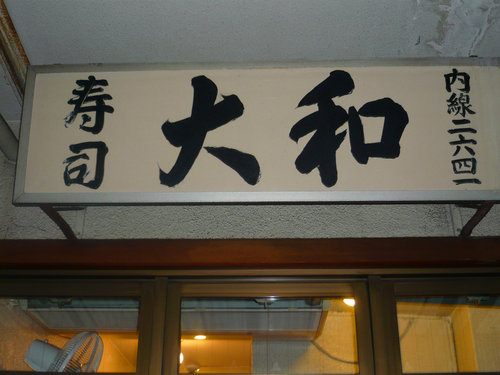 寿司
大和
内線二六四一